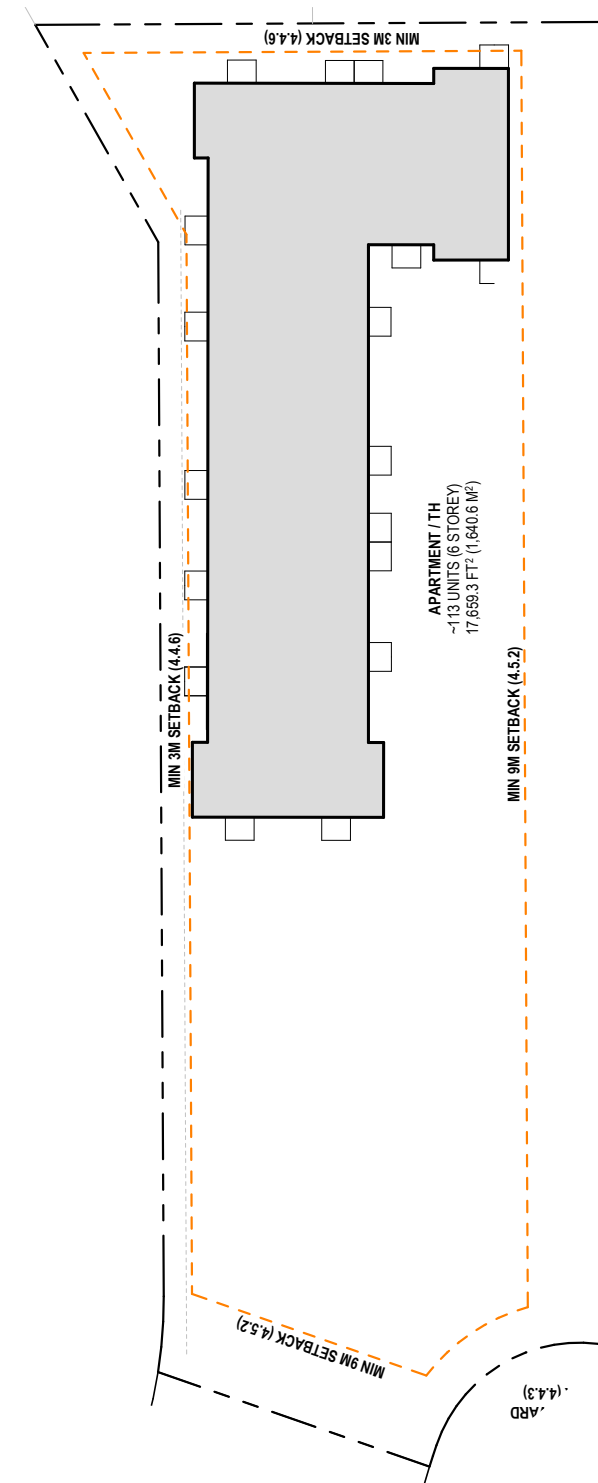 MIN 3M SETBACK (4.4.6)
MIN 3M SETBACK (4.4.6)
APARTMENT / TH
~113 UNITS (6 STOREY)
17,659.3 FT² (1,640.6 M²)
MIN 9M SETBACK (4.5.2)
MIN 9M SETBACK (4.5.2)
ARD
(4.4.3)